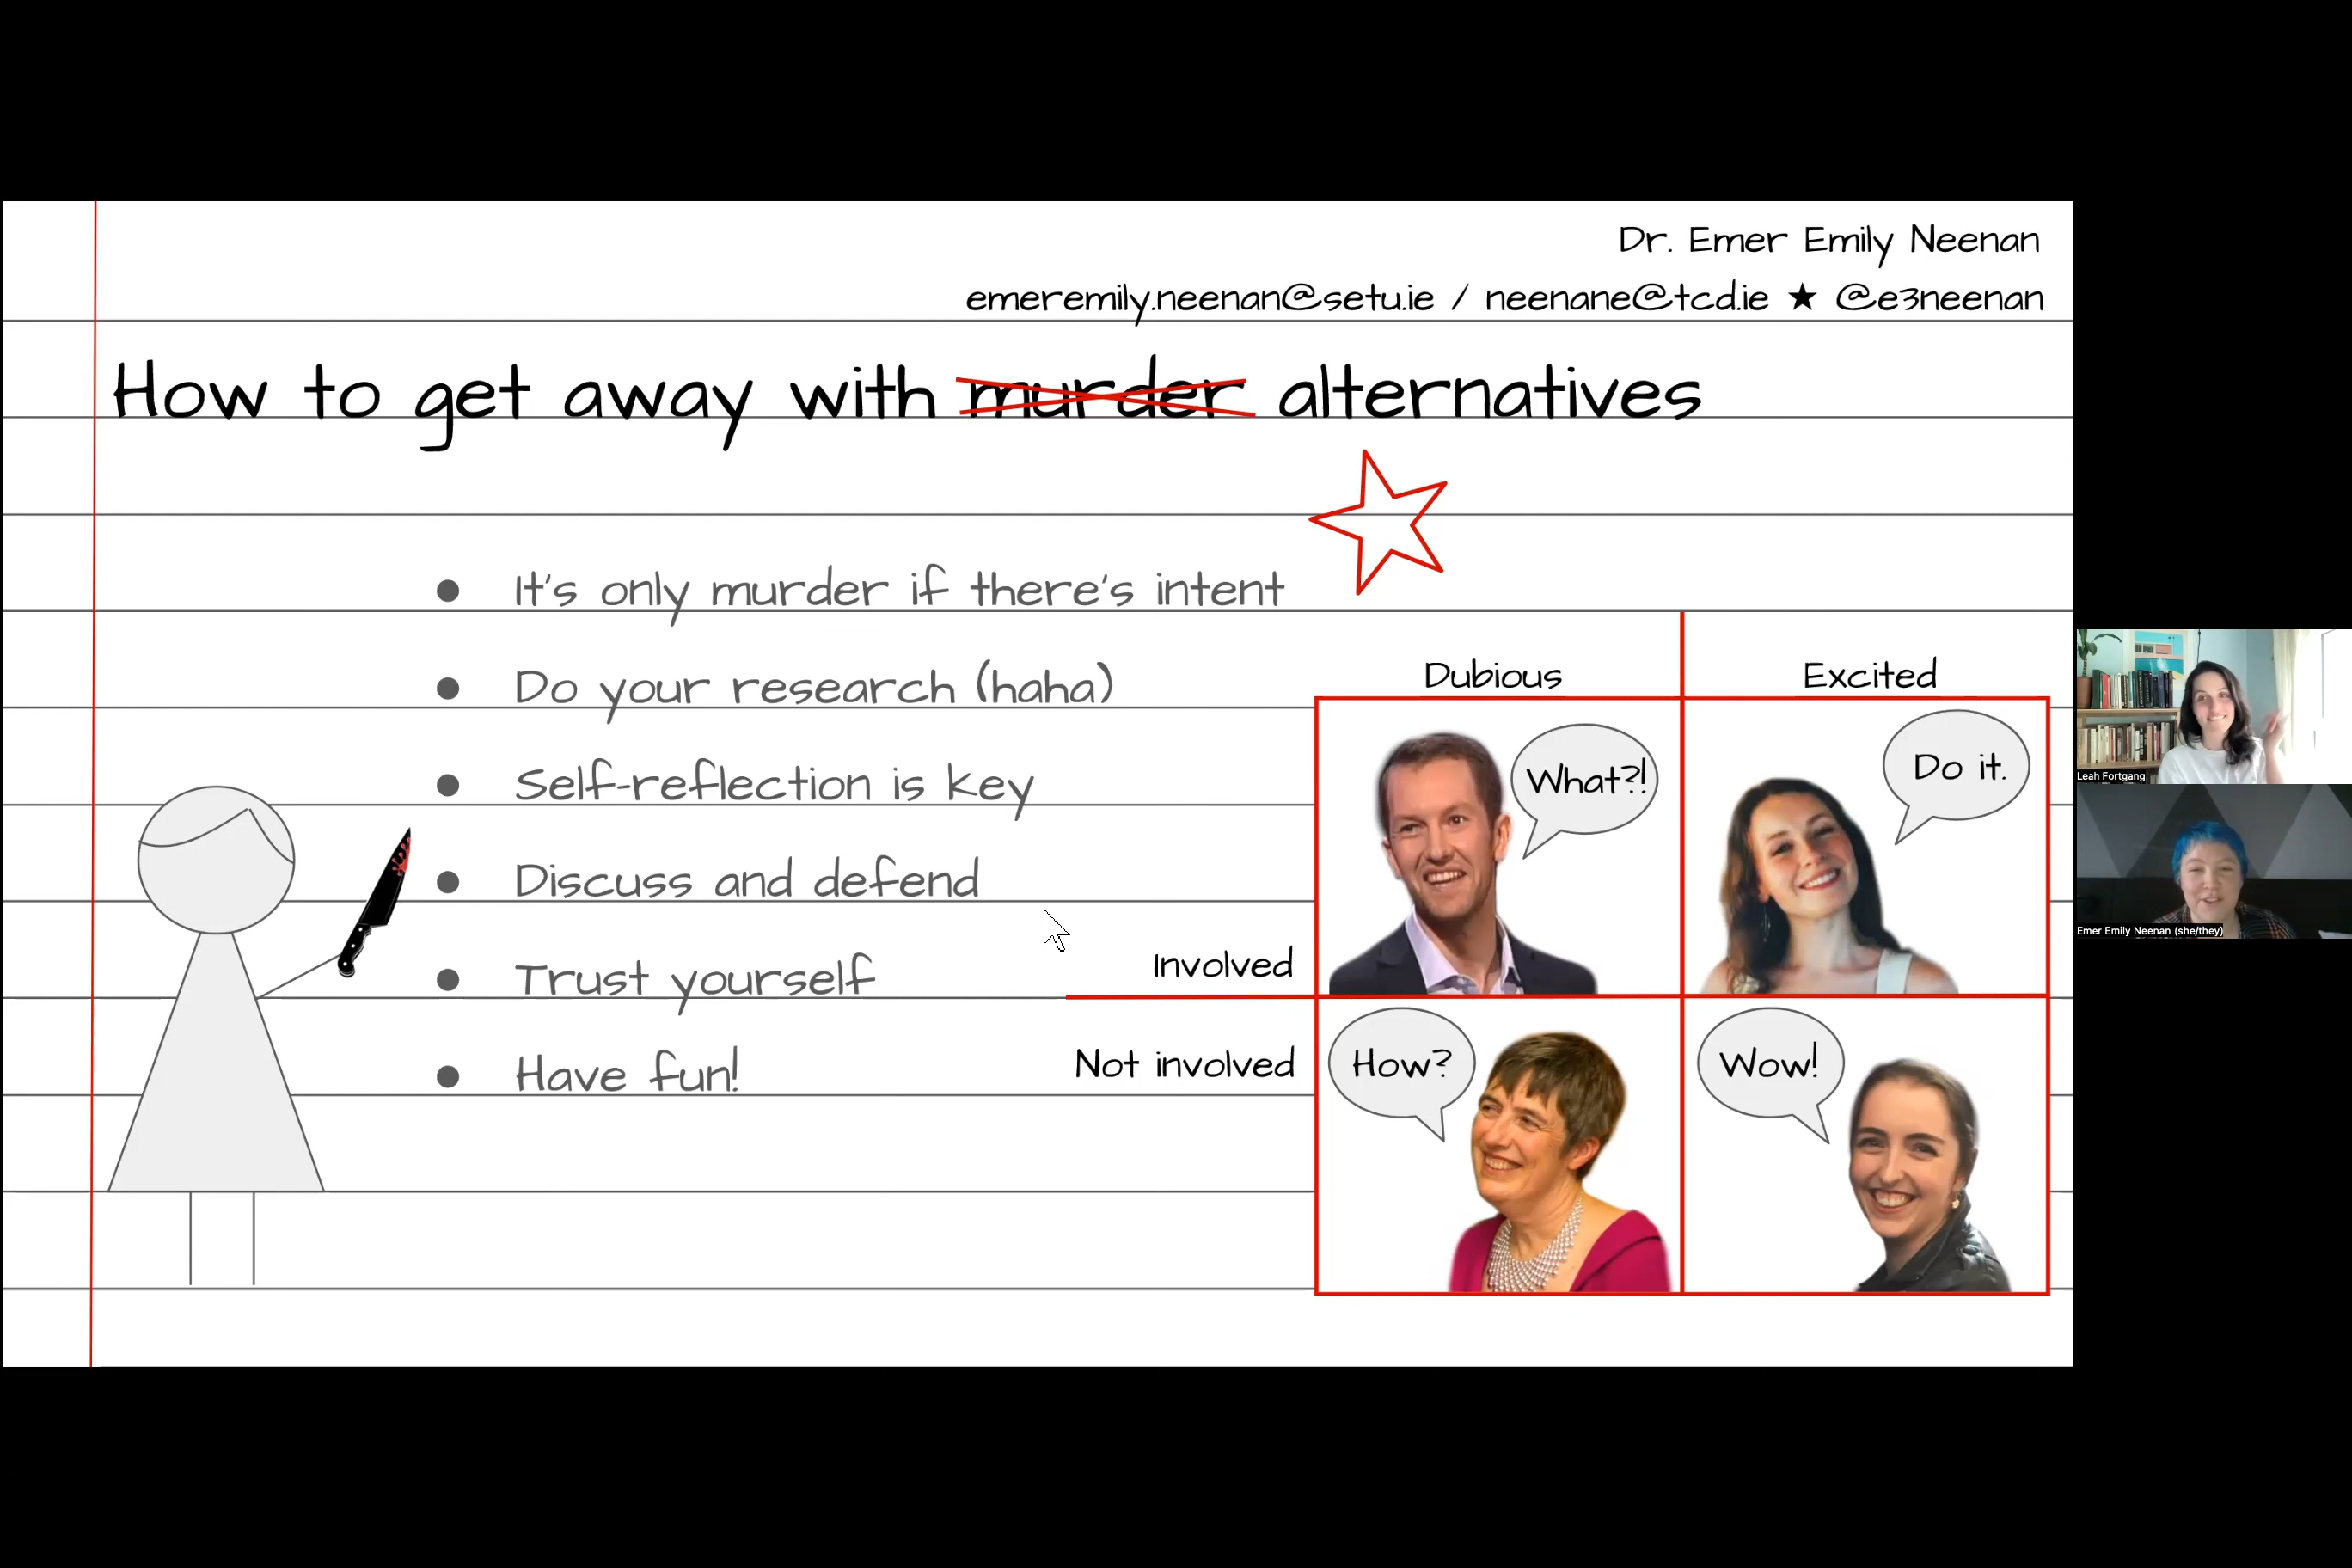 Dr. Emer Emily Neenan
emeremily.neenan@setu.ie / neenane@tcd.ie ★ @e3neenan
How to get away with murder alternatives
It's only murder if there's intent
Do your research (haha)
Self-reflection is key
Discuss and defend
Trust yourself
Have fun!
Dubious
Excited
Involved
What?!
Do it.
Not involved
How?
Wow!
Leah Fortgang
Emer Emily Neenan (she/they)